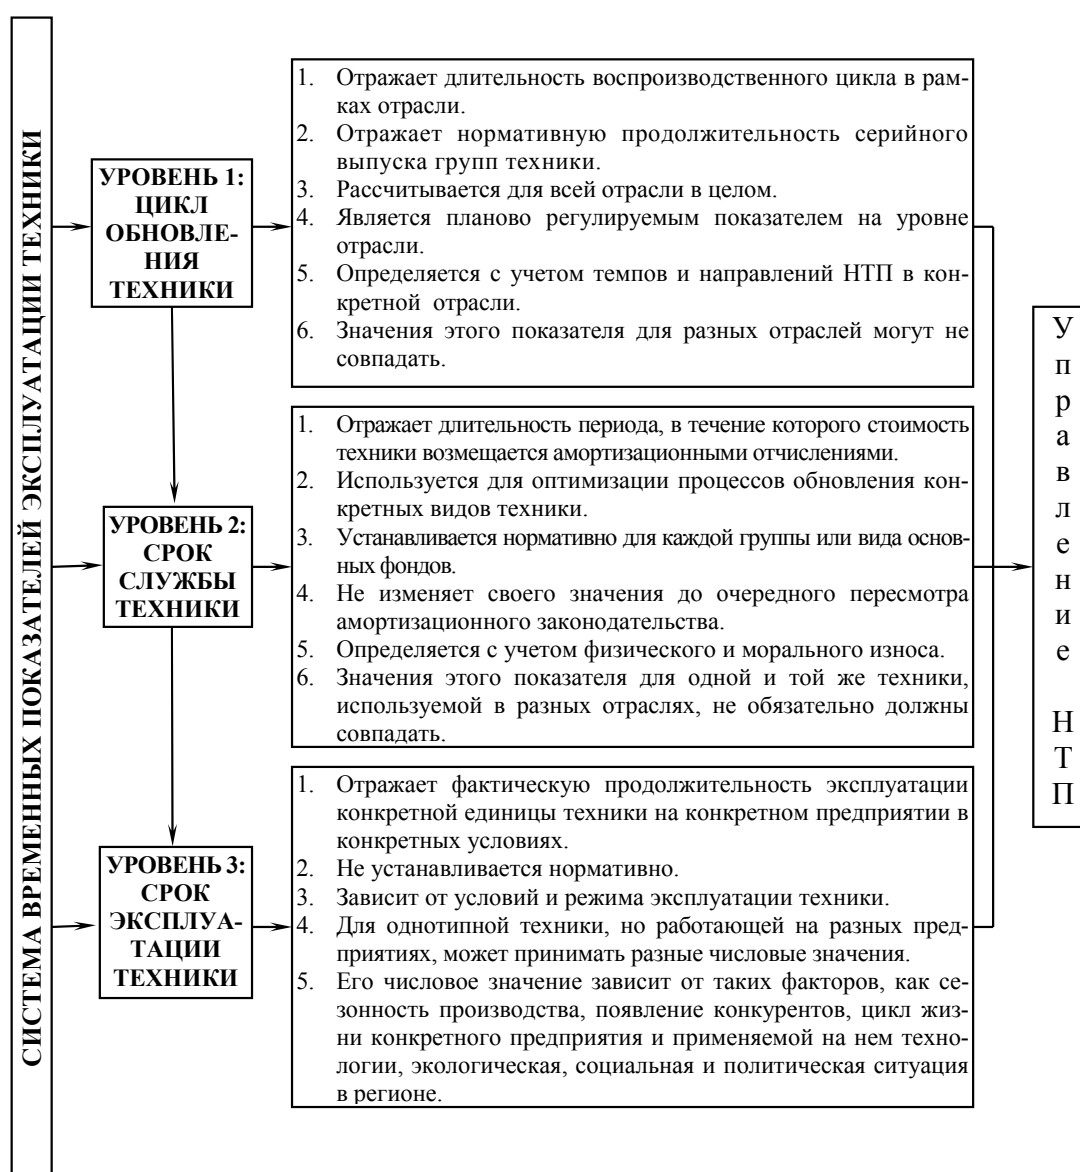 СИСТЕМА ВРЕМЕННЫХ ПОКАЗАТЕЛЕЙ ЭКСПЛУАТАЦИИ ТЕХНИКИ
УРОВЕНЬ 1:
ЦИКЛ
ОБНОВЛЕ-
НИЯ
ТЕХНИКИ
1. Отражает длительность воспроизводственного цикла в рам-
ках отрасли.
2. Отражает нормативную продолжительность серийного
выпуска групп техники.
3. Рассчитывается для всей отрасли в целом.
4. Является планово регулируемым показателем на уровне
отрасли.
5. Определяется с учетом темпов и направлений НТП в кон-
кретной отрасли.
6. Значения этого показателя для разных отраслей могут не
совпадать.
УРОВЕНЬ 2:
СРОК
СЛУЖБЫ
ТЕХНИКИ
1. Отражает длительность периода, в течение которого стоимость
техники возмещается амортизационными отчислениями.
2. Используется для оптимизации процессов обновления кон-
кретных видов техники.
3. Устанавливается нормативно для каждой группы или вида основ-
ных фондов.
4. Не изменяет своего значения до очередного пересмотра
амортизационного законодательства.
5. Определяется с учетом физического и морального износа.
6. Значения этого показателя для одной и той же техники,
используемой в разных отраслях, не обязательно должны
совпадать.
УРОВЕНЬ 3:
СРОК
ЭКСПЛУА-
ТАЦИИ
ТЕХНИКИ
1. Отражает фактическую продолжительность эксплуатации
конкретной единицы техники на конкретном предприятии в
конкретных условиях.
2. Не устанавливается нормативно.
3. Зависит от условий и режима эксплуатации техники.
4. Для однотипной техники, но работающей на разных пред-
приятиях, может принимать разные числовые значения.
5. Его числовое значение зависит от таких факторов, как се-
зонность производства, появление конкурентов, цикл жиз-
ни конкретного предприятия и применяемой на нем техно-
логии, экологическая, социальная и политическая ситуация
в регионе.
Управление НТП